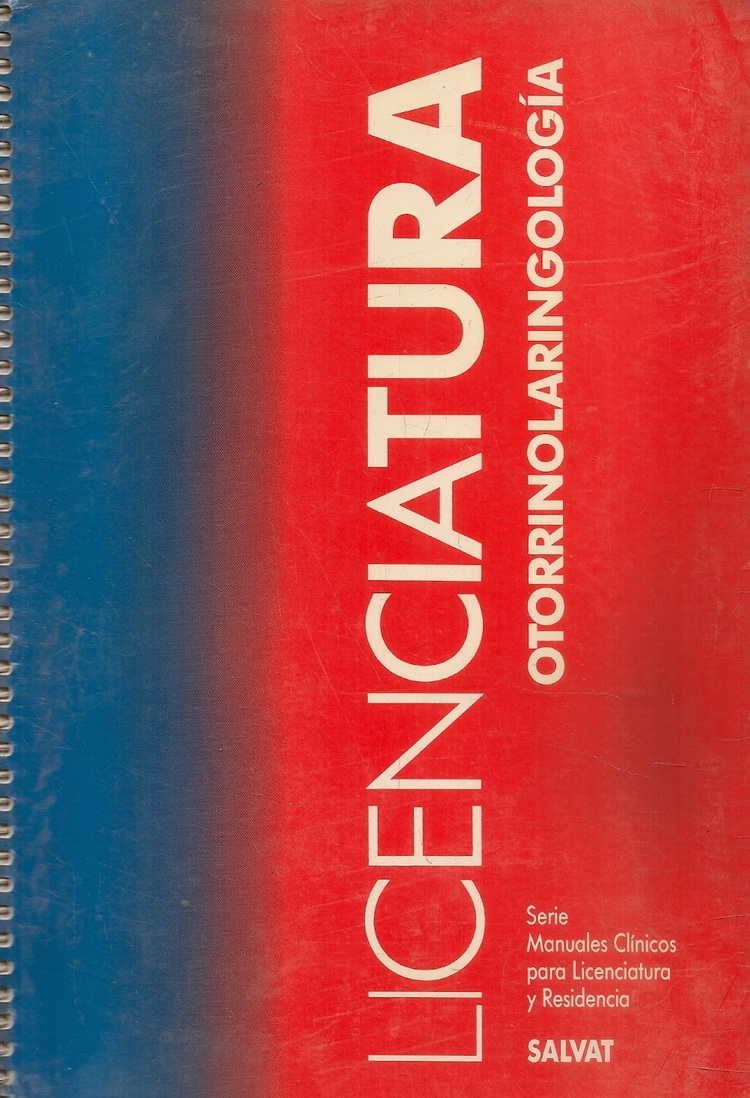 LICENCIATURA
OTORRINOLARINGOLOGÍA
Serie
Manuales Clínicos
para Licenciatura
y Residencia
SALVAT